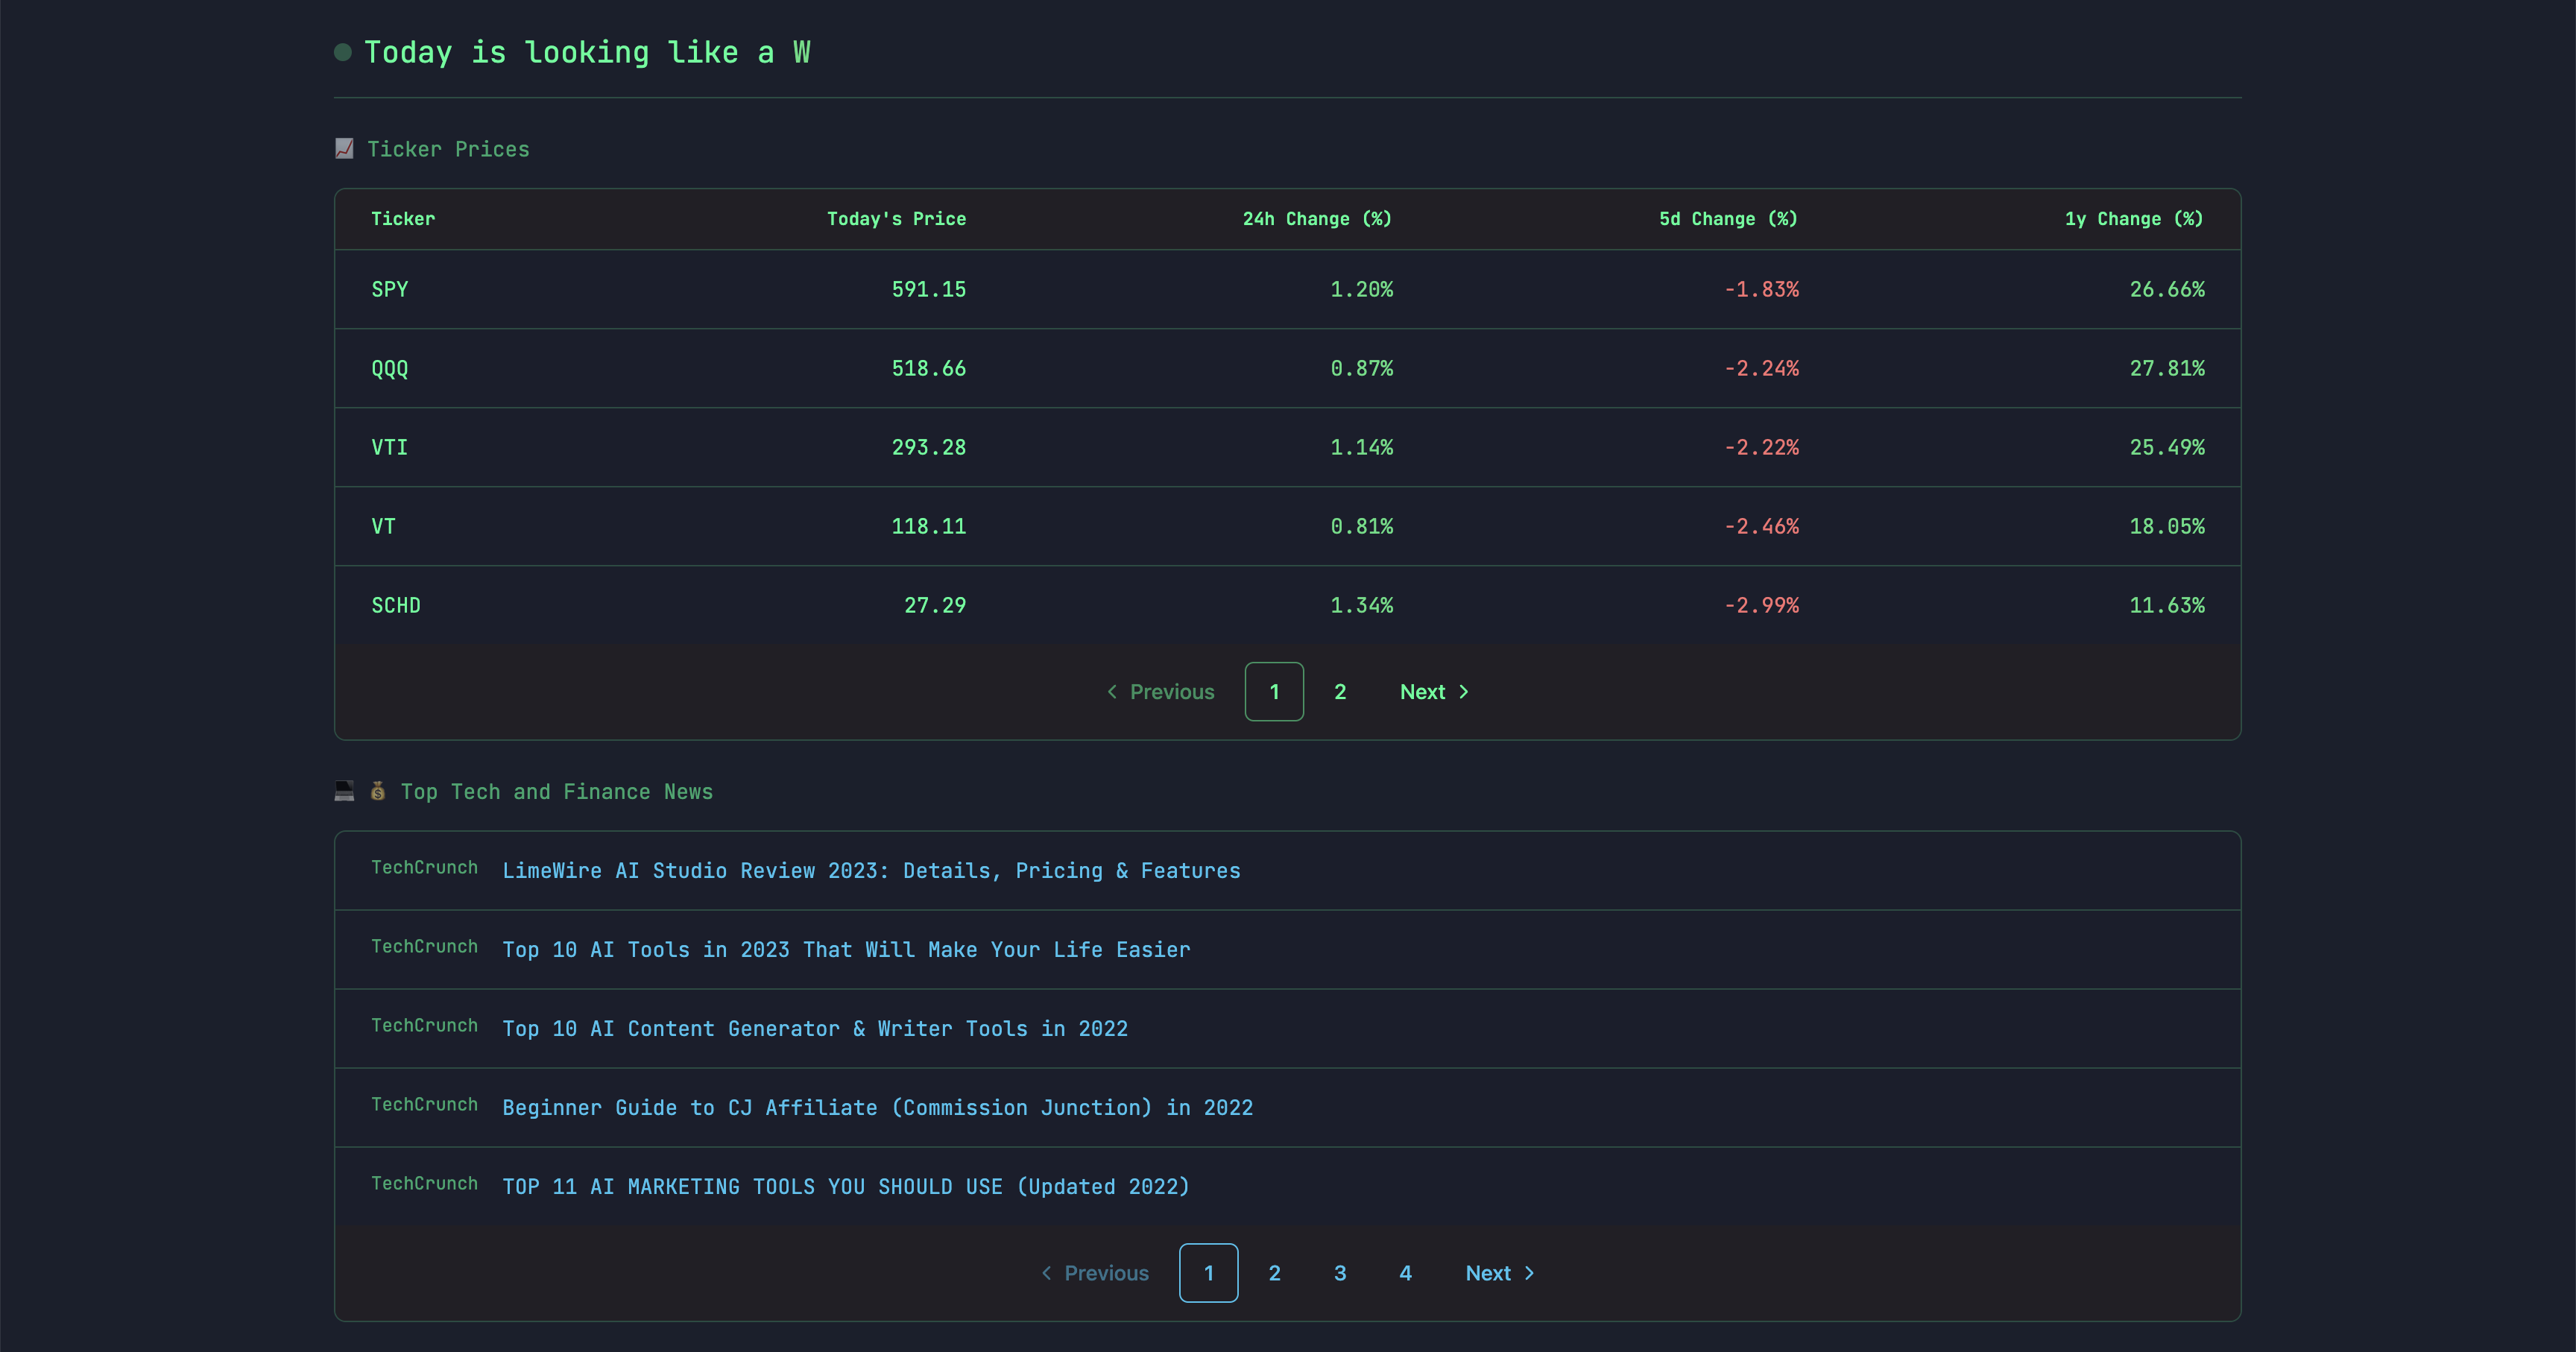 Today is looking like a W
Ticker Prices
Ticker Today's Price 24h Change (%) 5d Change (%) 1y Change (%)
SPY 591.15 1.20% -1.83% 26.66%
QQQ 518.66 0.87% -2.24% 27.81%
VTI 293.28 1.14% -2.22% 25.49%
VT 118.11 0.81% -2.46% 18.05%
SCHD 27.29 1.34% -2.99% 11.63%
< Previous 1 2 Next >
Top Tech and Finance News
TechCrunch LimeWire AI Studio Review 2023: Details, Pricing & Features
TechCrunch Top 10 AI Tools in 2023 That Will Make Your Life Easier
TechCrunch Top 10 AI Content Generator & Writer Tools in 2022
TechCrunch Beginner Guide to CJ Affiliate (Commission Junction) in 2022
TechCrunch TOP 11 AI MARKETING TOOLS YOU SHOULD USE (Updated 2022)
< Previous 1 2 3 4 Next >